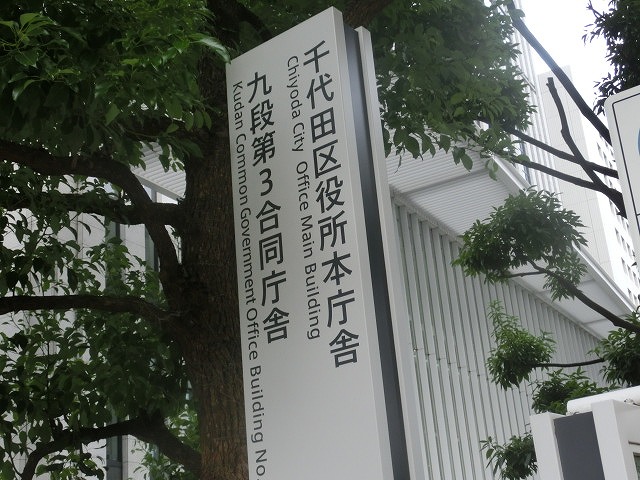 千代田区役所本庁舎
Chiyoda City Office Main Building
九段第3合同庁舎
Kudan Common Government Office Building No.